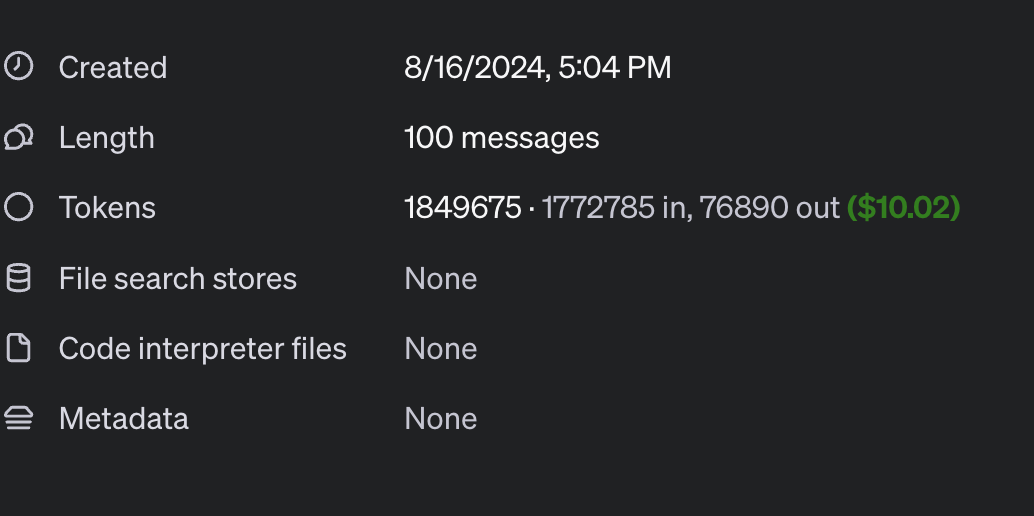 Created 8/16/2024, 5:04 PM
Length 100 messages
Tokens 1849675 · 1772785 in, 76890 out ($10.02)
File search stores None
Code interpreter files None
Metadata None